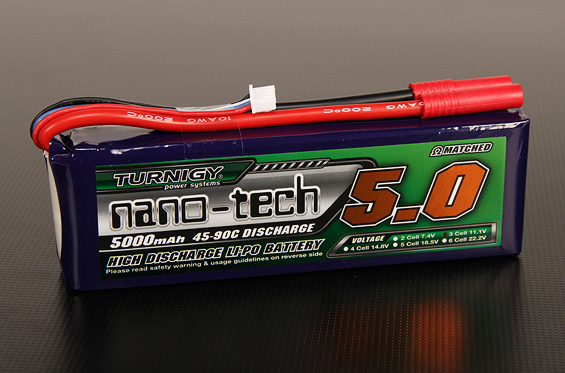 10AWG 200°C
200°C
Ω MATCHED
TURNIGY
power systems
nano-tech
5.0
5000mAh 45-90C DISCHARGE
HIGH DISCHARGE LI-PO BATTERY
Please read safety warning & usage guidelines on reverse side
VOLTAGE
2 Cell 7.4V 3 Cell 11.1V
4 Cell 14.8V 5 Cell 18.5V 6 Cell 22.2V